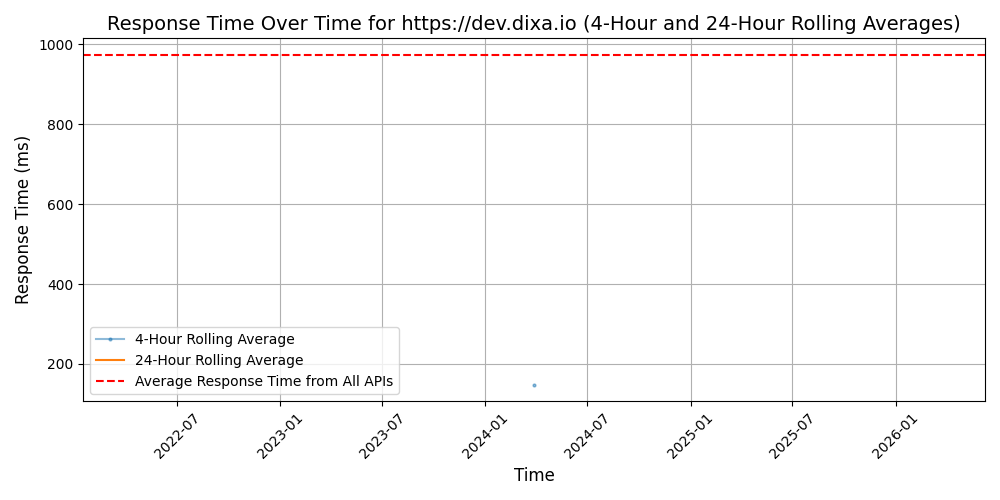 Response Time Over Time for https://dev.dixa.io (4-Hour and 24-Hour Rolling Averages)
Response Time (ms)
1000
800
600
400
200
4-Hour Rolling Average
24-Hour Rolling Average
Average Response Time from All APIs
2022-07
2023-01
2023-07
2024-01
2024-07
2025-01
2025-07
2026-01
Time